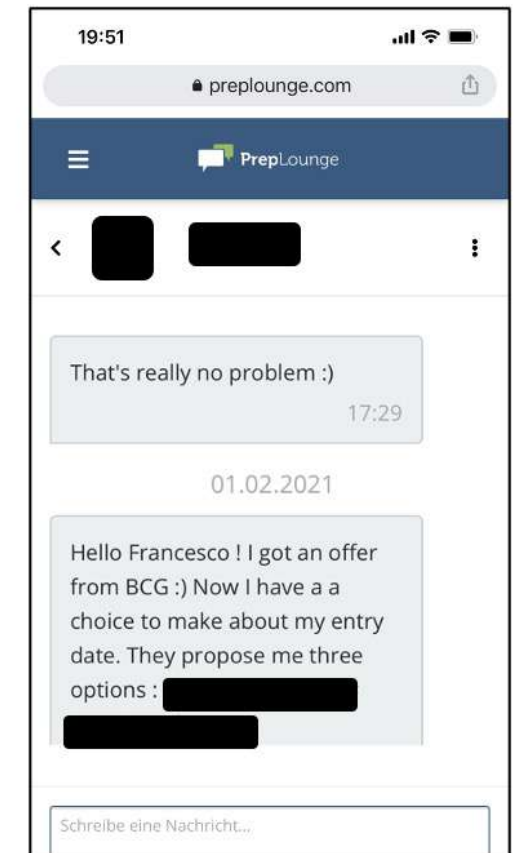 19:51
preplounge.com
PrepLounge
That's really no problem :)
17:29
01.02.2021
Hello Francesco ! I got an offer
from BCG :) Now I have a a
choice to make about my entry
date. They propose me three
options :
Schreibe eine Nachricht...